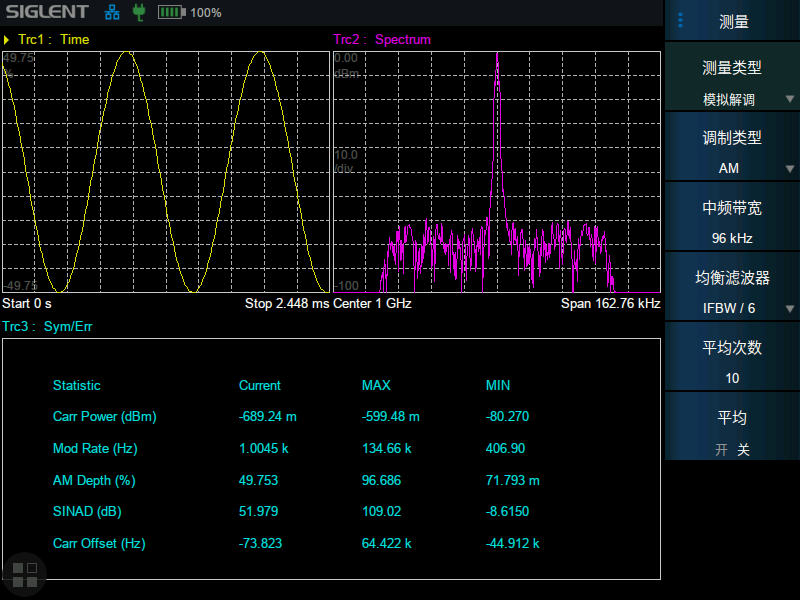 SIGLENT 100%
Trc1 : Time
Trc2 : Spectrum
49.75
%
-49.75
0.00
dBm
10.0
/div
-100
Start 0 s
Stop 2.448 ms
Center 1 GHz
Span 162.76 kHz
Trc3 : Sym/Err
Statistic Current MAX MIN
Carr Power (dBm) -689.24 m -599.48 m -80.270
Mod Rate (Hz) 1.0045 k 134.66 k 406.90
AM Depth (%) 49.753 96.686 71.793 m
SINAD (dB) 51.979 109.02 -8.6150
Carr Offset (Hz) -73.823 64.422 k -44.912 k
测量
测量类型
模拟解调
调制类型
AM
中频带宽
96 kHz
均衡滤波器
IFBW / 6
平均次数
10
平均
开 关